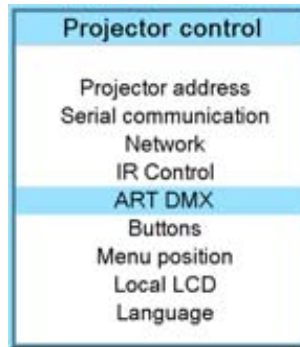 Projector control
Projector address
Serial communication
Network
IR Control
ART DMX
Buttons
Menu position
Local LCD
Language